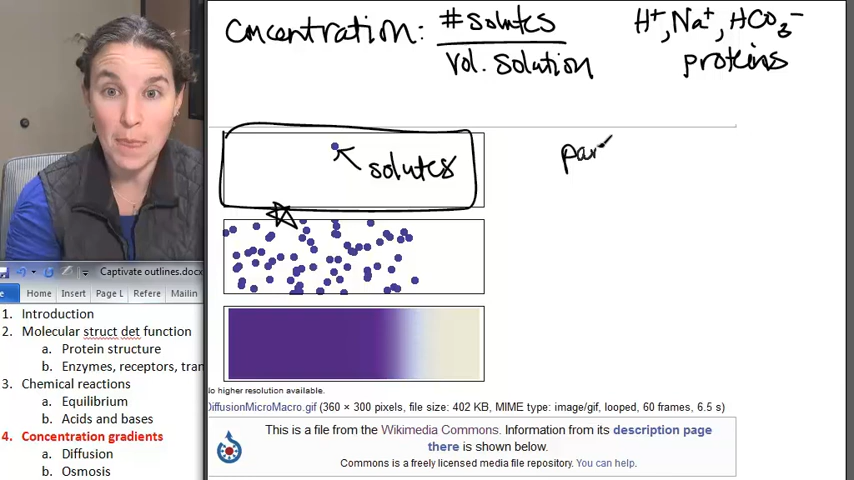 Concentration: # solutes / vol. solution
H⁺, Na⁺, HCO₃⁻
proteins
solutes
par
Captivate outlines.docx
Home Insert Page L Refere Mailin
1. Introduction
2. Molecular struct det function
a. Protein structure
b. Enzymes, receptors, tran
3. Chemical reactions
a. Equilibrium
b. Acids and bases
4. Concentration gradients
a. Diffusion
b. Osmosis
No higher resolution available.
DiffusionMicroMacro.gif (360 × 300 pixels, file size: 402 KB, MIME type: image/gif, looped, 60 frames, 6.5 s)
This is a file from the Wikimedia Commons. Information from its description page
there is shown below.
Commons is a freely licensed media file repository. You can help.